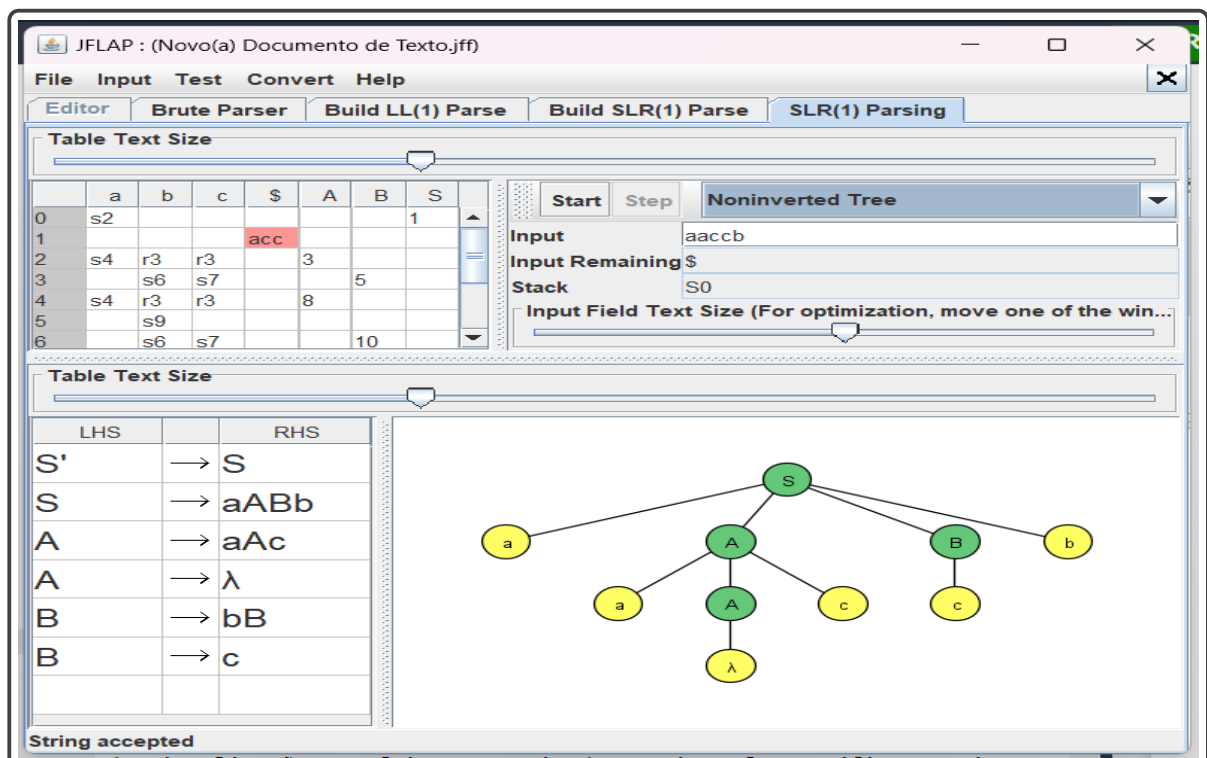 JFLAP : (Novo(a) Documento de Texto.jff)
File Input Test Convert Help
Editor Brute Parser Build LL(1) Parse Build SLR(1) Parse SLR(1) Parsing
Table Text Size
a b c $ A B S
0 s2 1
1 acc
2 s4 r3 r3 3
3 s6 s7 5
4 s4 r3 r3 8
5 s9
6 s6 s7 10
Start Step Noninverted Tree
Input aaccb
Input Remaining $
Stack S0
Input Field Text Size (For optimization, move one of the win...
Table Text Size
LHS RHS
S' → S
S → aABb
A → aAc
A → λ
B → bB
B → c
S
a A B b
a A c c
λ
String accepted